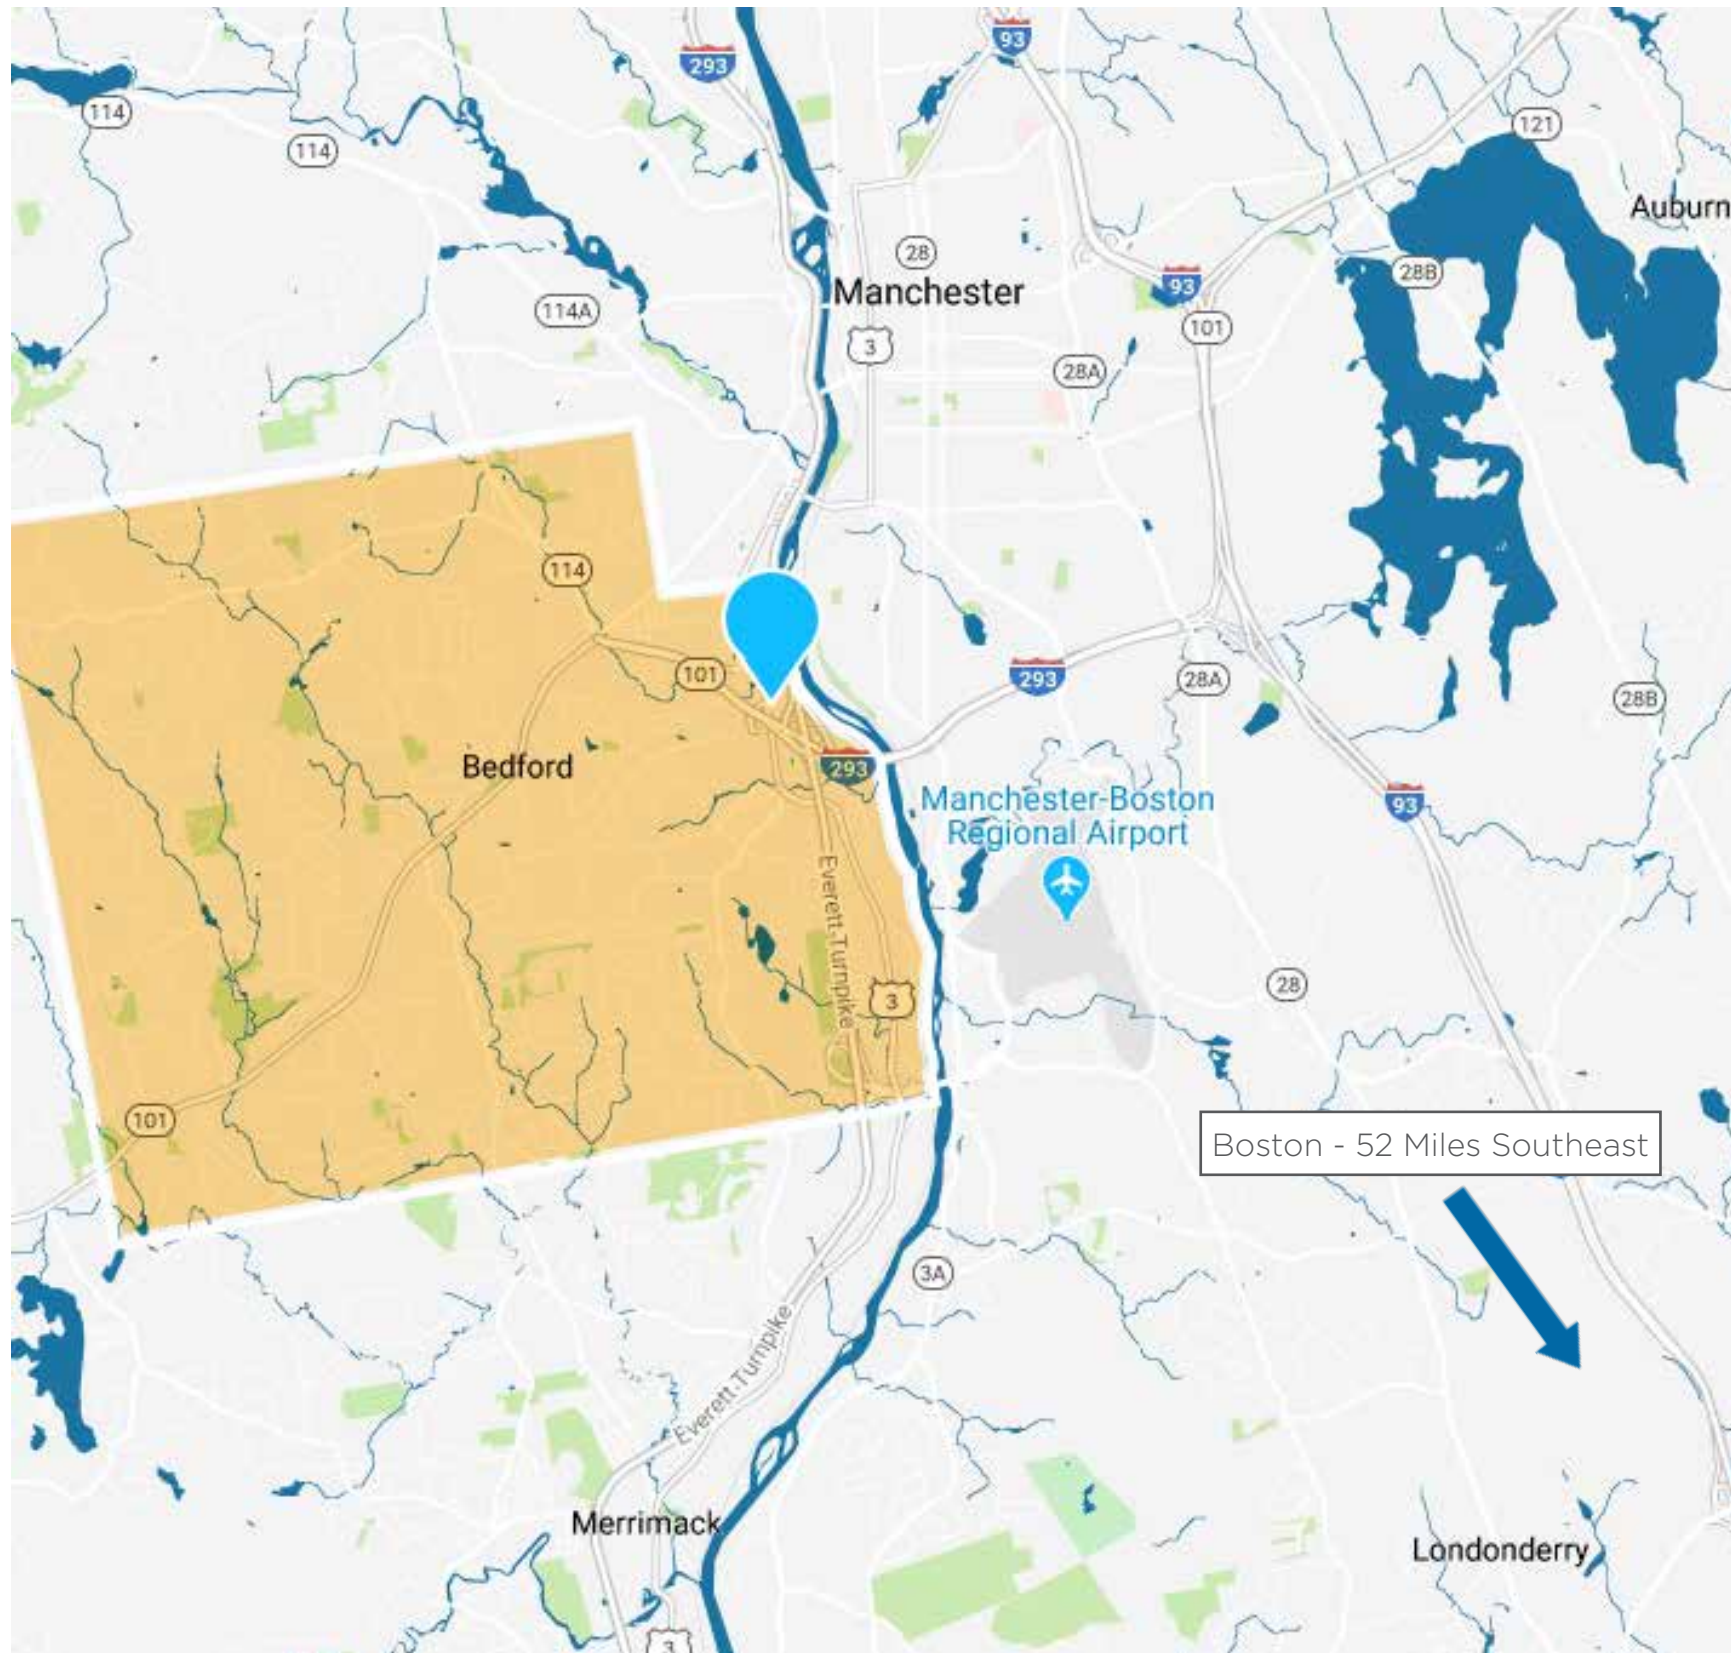 293
93
114
121
114
Auburn
28
28B
93
Manchester
114A
101
3
28A
114
101
293
28A
28B
Bedford
293
Manchester-Boston
Regional Airport
93
Everett Turnpike
28
3
101
Boston - 52 Miles Southeast
3A
Everett Turnpike
Merrimack
Londonderry
3